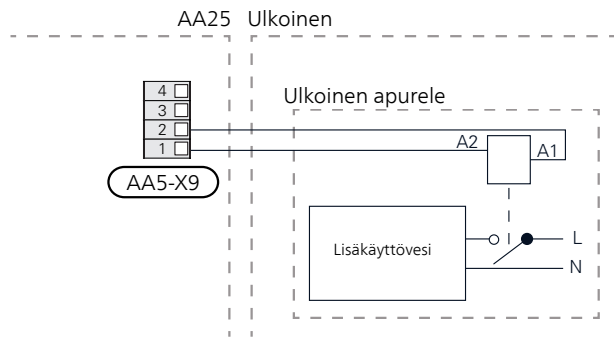 AA25 Ulkoinen
Ulkoinen apurele
4
3
2
1
A2
A1
AA5-X9
Lisäkäyttövesi
L
N